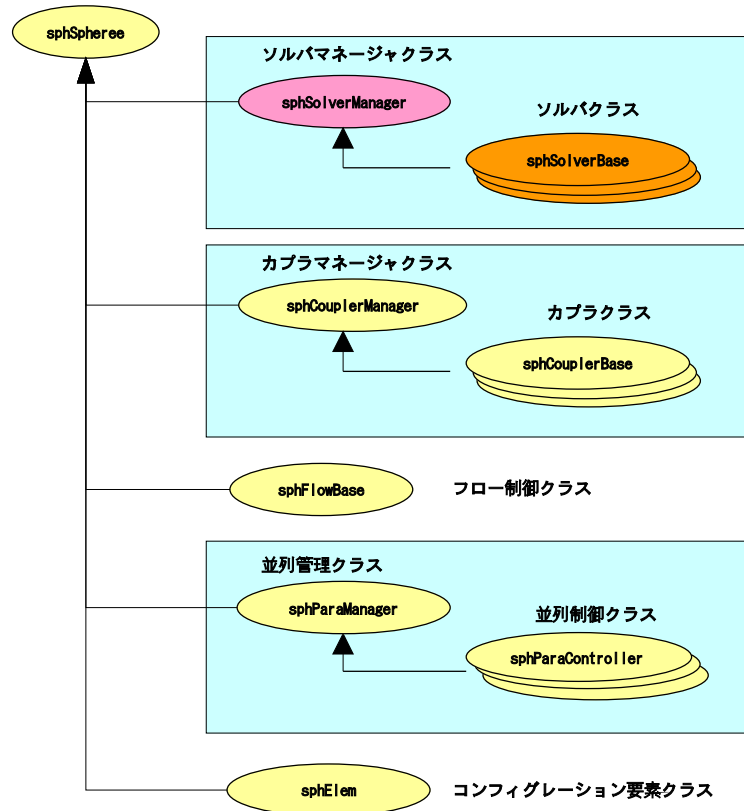 sphSpheree
ソルバマネージャクラス
sphSolverManager
ソルバクラス
sphSolverBase
カプラマネージャクラス
sphCouplerManager
カプラクラス
sphCouplerBase
sphFlowBase
フロー制御クラス
並列管理クラス
sphParaManager
並列制御クラス
sphParaController
sphElem
コンフィグレーション要素クラス